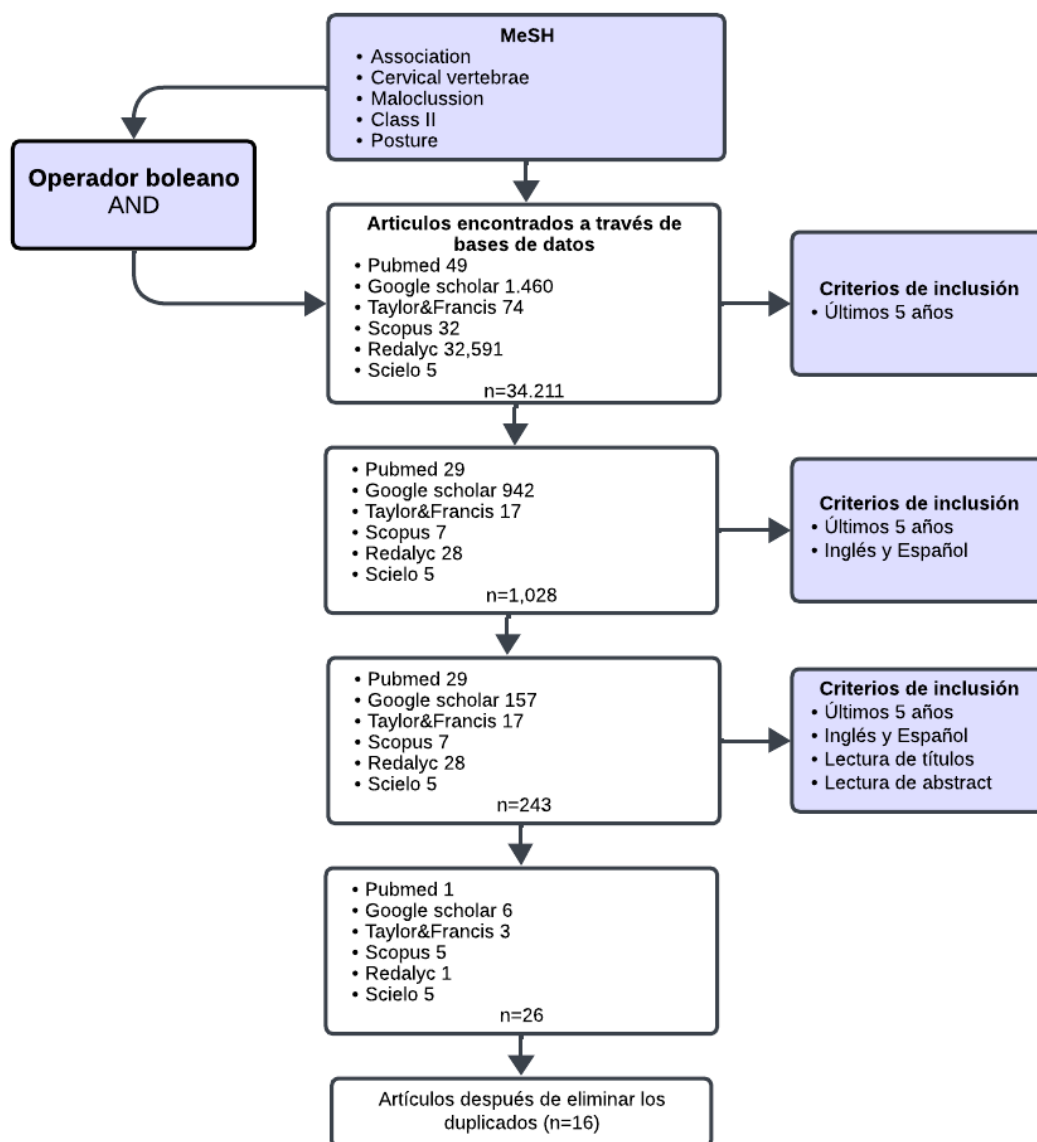 MeSH
• Association
• Cervical vertebrae
• Maloclussion
• Class II
• Posture
Operador boleano
AND
Articulos encontrados a través de
bases de datos
• Pubmed 49
• Google scholar 1.460
• Taylor&Francis 74
• Scopus 32
• Redalyc 32,591
• Scielo 5
n=34.211
Criterios de inclusión
• Últimos 5 años
• Pubmed 29
• Google scholar 942
• Taylor&Francis 17
• Scopus 7
• Redalyc 28
• Scielo 5
n=1,028
Criterios de inclusión
• Últimos 5 años
• Inglés y Español
• Pubmed 29
• Google scholar 157
• Taylor&Francis 17
• Scopus 7
• Redalyc 28
• Scielo 5
n=243
Criterios de inclusión
• Últimos 5 años
• Inglés y Español
• Lectura de títulos
• Lectura de abstract
• Pubmed 1
• Google scholar 6
• Taylor&Francis 3
• Scopus 5
• Redalyc 1
• Scielo 5
n=26
Artículos después de eliminar los
duplicados (n=16)